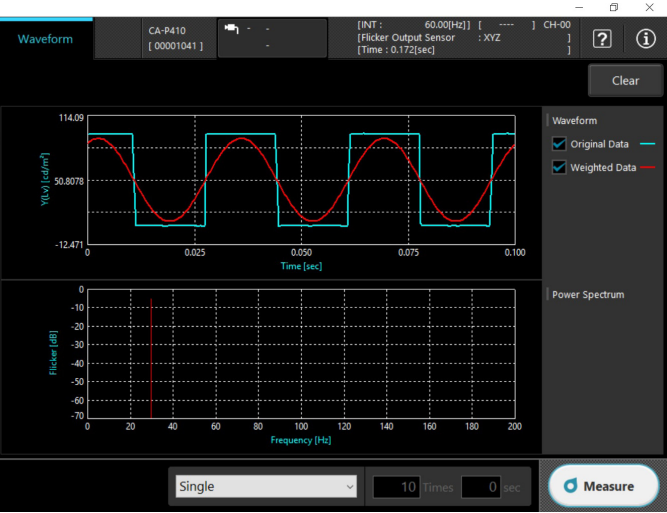 Waveform
CA-P410
[ 00001041 ]
- -
-
[INT : 60.00[Hz]] [ ---- ] CH-00
[Flicker Output Sensor : XYZ ]
[Time : 0.172[sec] ]
?
i
Clear
114.09
50.8078
-12.471
Y(Lv) [cd/m²]
0 0.025 0.050 0.075 0.100
Time [sec]
Waveform
Original Data
Weighted Data
0
-10
-20
-30
-40
-50
-60
-70
Flicker [dB]
0 20 40 60 80 100 120 140 160 180 200
Frequency [Hz]
Power Spectrum
Single
10 Times 0 sec
Measure